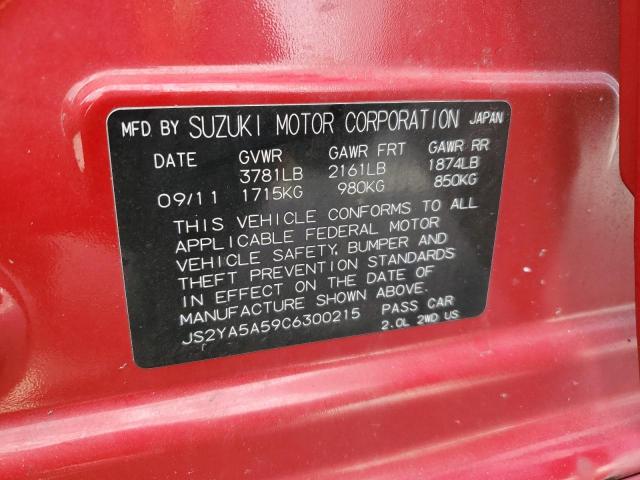 MFD BY SUZUKI MOTOR CORPORATION JAPAN
DATE GVWR GAWR FRT GAWR RR
3781LB 2161LB 1874LB
09/11 1715KG 980KG 850KG
THIS VEHICLE CONFORMS TO ALL
APPLICABLE FEDERAL MOTOR
VEHICLE SAFETY, BUMPER AND
THEFT PREVENTION STANDARDS
IN EFFECT ON THE DATE OF
MANUFACTURE SHOWN ABOVE.
JS2YA5A59C6300215 PASS CAR
2.0L 2WD US